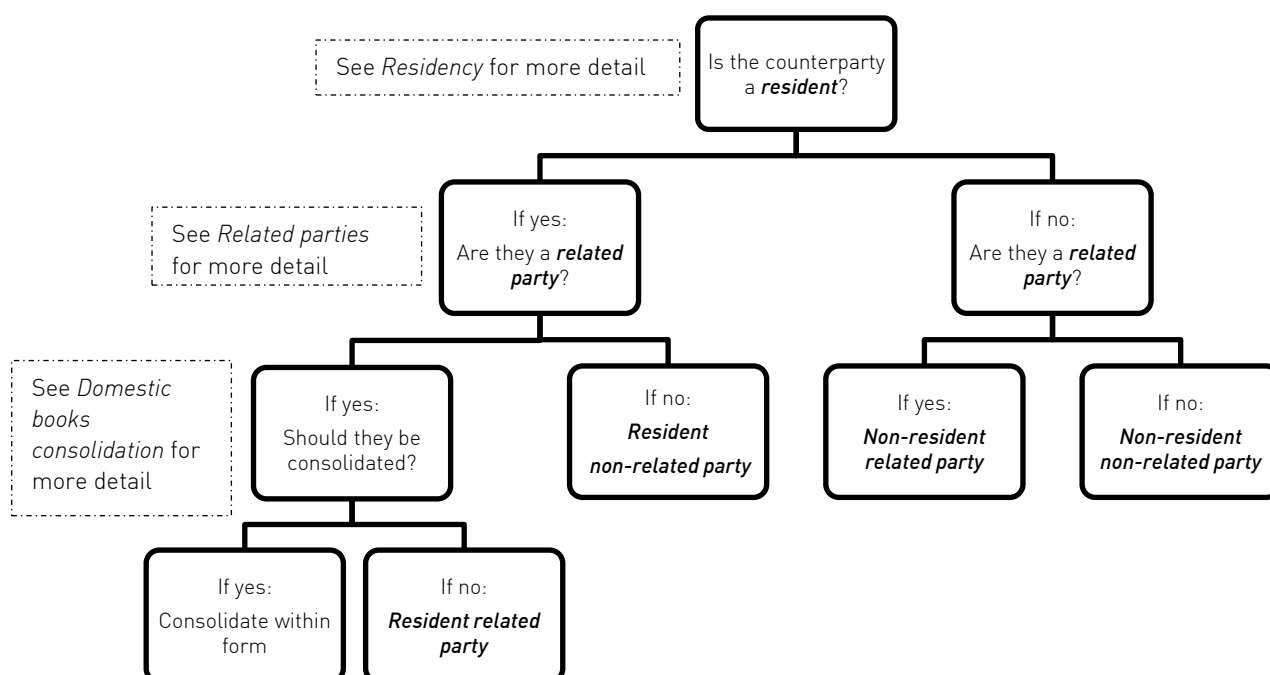 See Residency for more detail
Is the counterparty
a resident?
See Related parties
for more detail
If yes:
Are they a related
party?
If no:
Are they a related
party?
See Domestic
books
consolidation for
more detail
If yes:
Should they be
consolidated?
If no:
Resident
non-related party
If yes:
Non-resident
related party
If no:
Non-resident
non-related party
If yes:
Consolidate within
form
If no:
Resident related
party